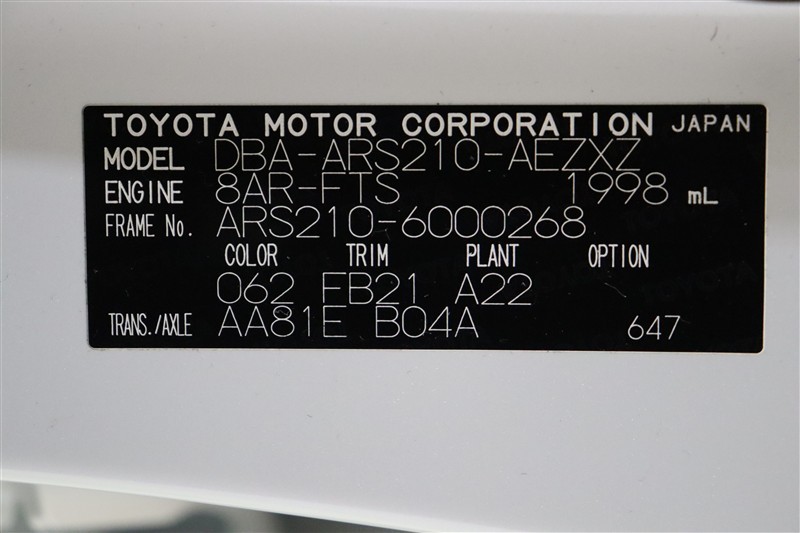 TOYOTA MOTOR CORPORATION JAPAN
MODEL DBA-ARS210-AEZXZ
ENGINE 8AR-FTS 1998 mL
FRAME No. ARS210-6000268
COLOR TRIM PLANT OPTION
062 FB21 A22
TRANS./AXLE AA81E B04A 647